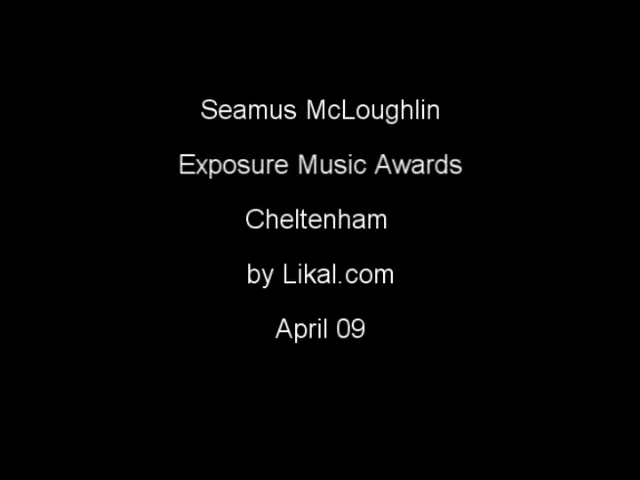 Seamus McLoughlin
Exposure Music Awards
Cheltenham
by Likal.com
April 09